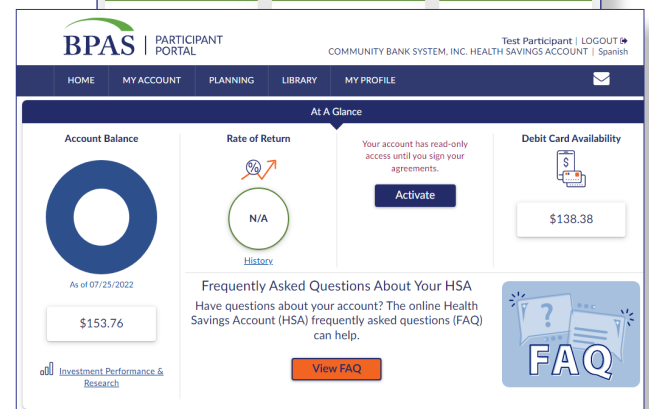 BPAS | PARTICIPANT PORTAL
Test Participant | LOGOUT
COMMUNITY BANK SYSTEM, INC. HEALTH SAVINGS ACCOUNT | Spanish
HOME MY ACCOUNT PLANNING LIBRARY MY PROFILE
At A Glance
Account Balance
As of 07/25/2022
$153.76
Investment Performance &
Research
Rate of Return
%
N/A
History
Your account has read-only
access until you sign your
agreements.
Activate
Debit Card Availability
$
$138.38
Frequently Asked Questions About Your HSA
Have questions about your account? The online Health
Savings Account (HSA) frequently asked questions (FAQ)
can help.
View FAQ
?
FAQ